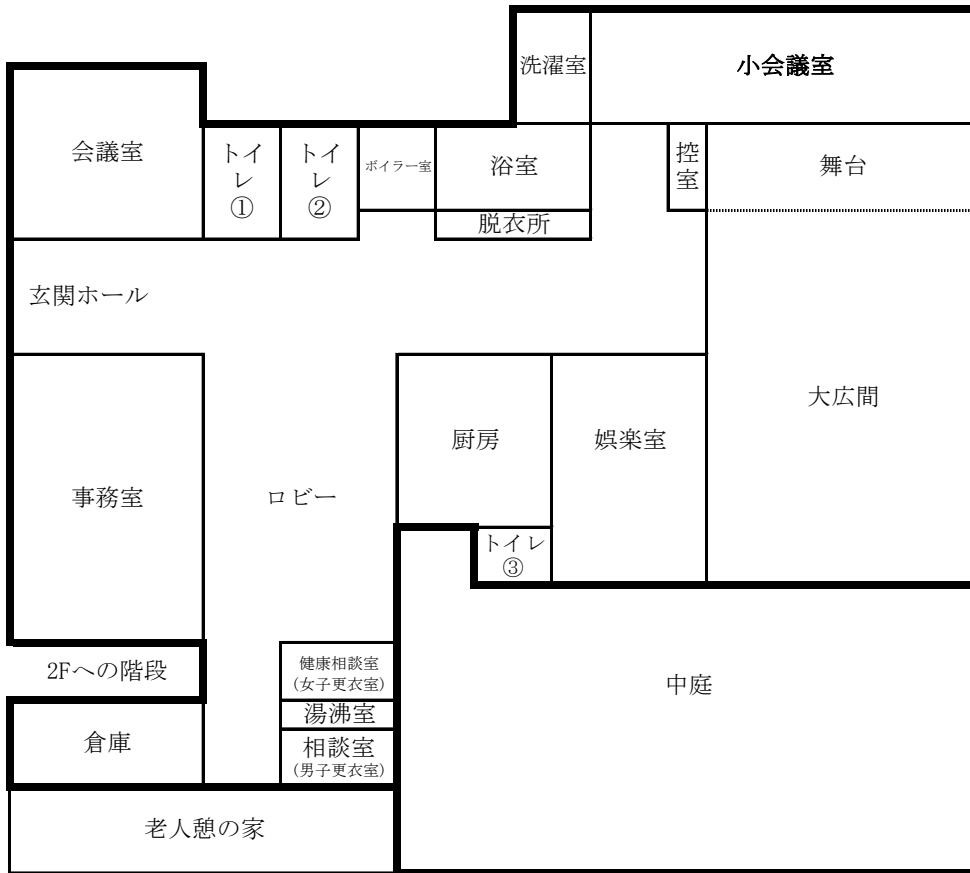 洗濯室
小会議室
会議室
トイ
レ
①
トイ
レ
②
ボイラー室
浴室
控
室
舞台
脱衣所
玄関ホール
大広間
厨房
娯楽室
事務室
ロビー
トイレ
③
2Fへの階段
健康相談室
(女子更衣室)
中庭
湯沸室
倉庫
相談室
(男子更衣室)
老人憩の家